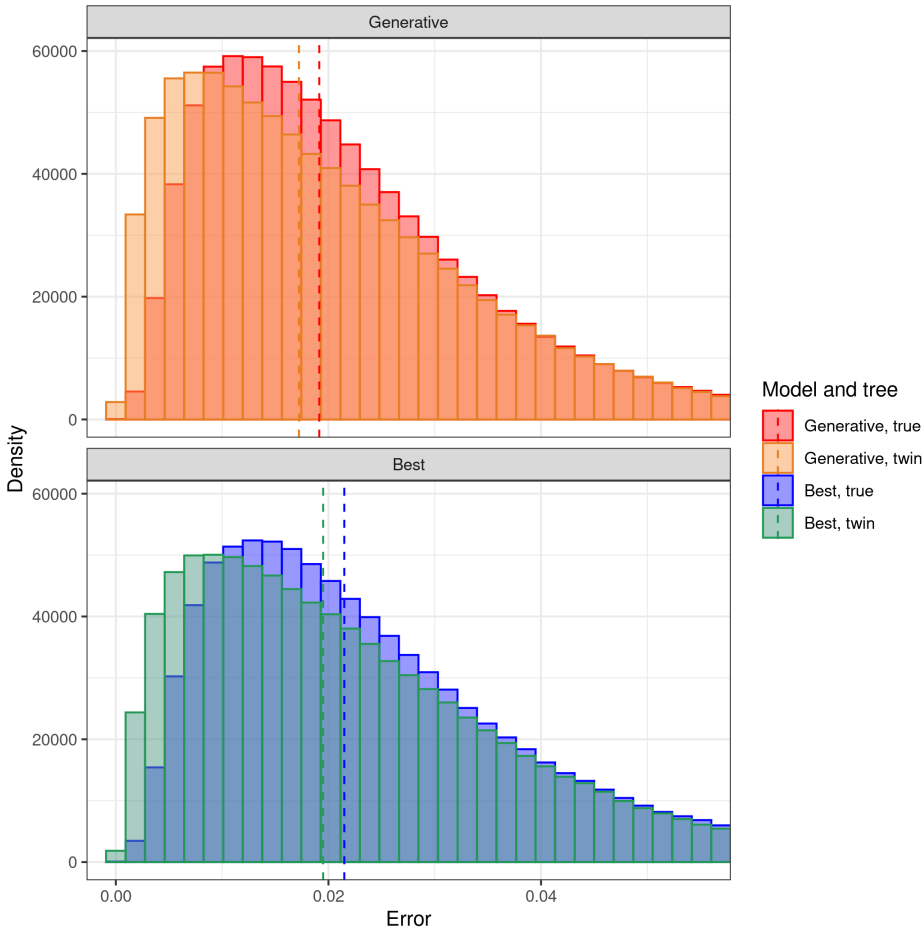 Generative
60000
40000
20000
0
Best
60000
40000
20000
0
0.00 0.02 0.04
Error
Density
Model and tree
Generative, true
Generative, twin
Best, true
Best, twin